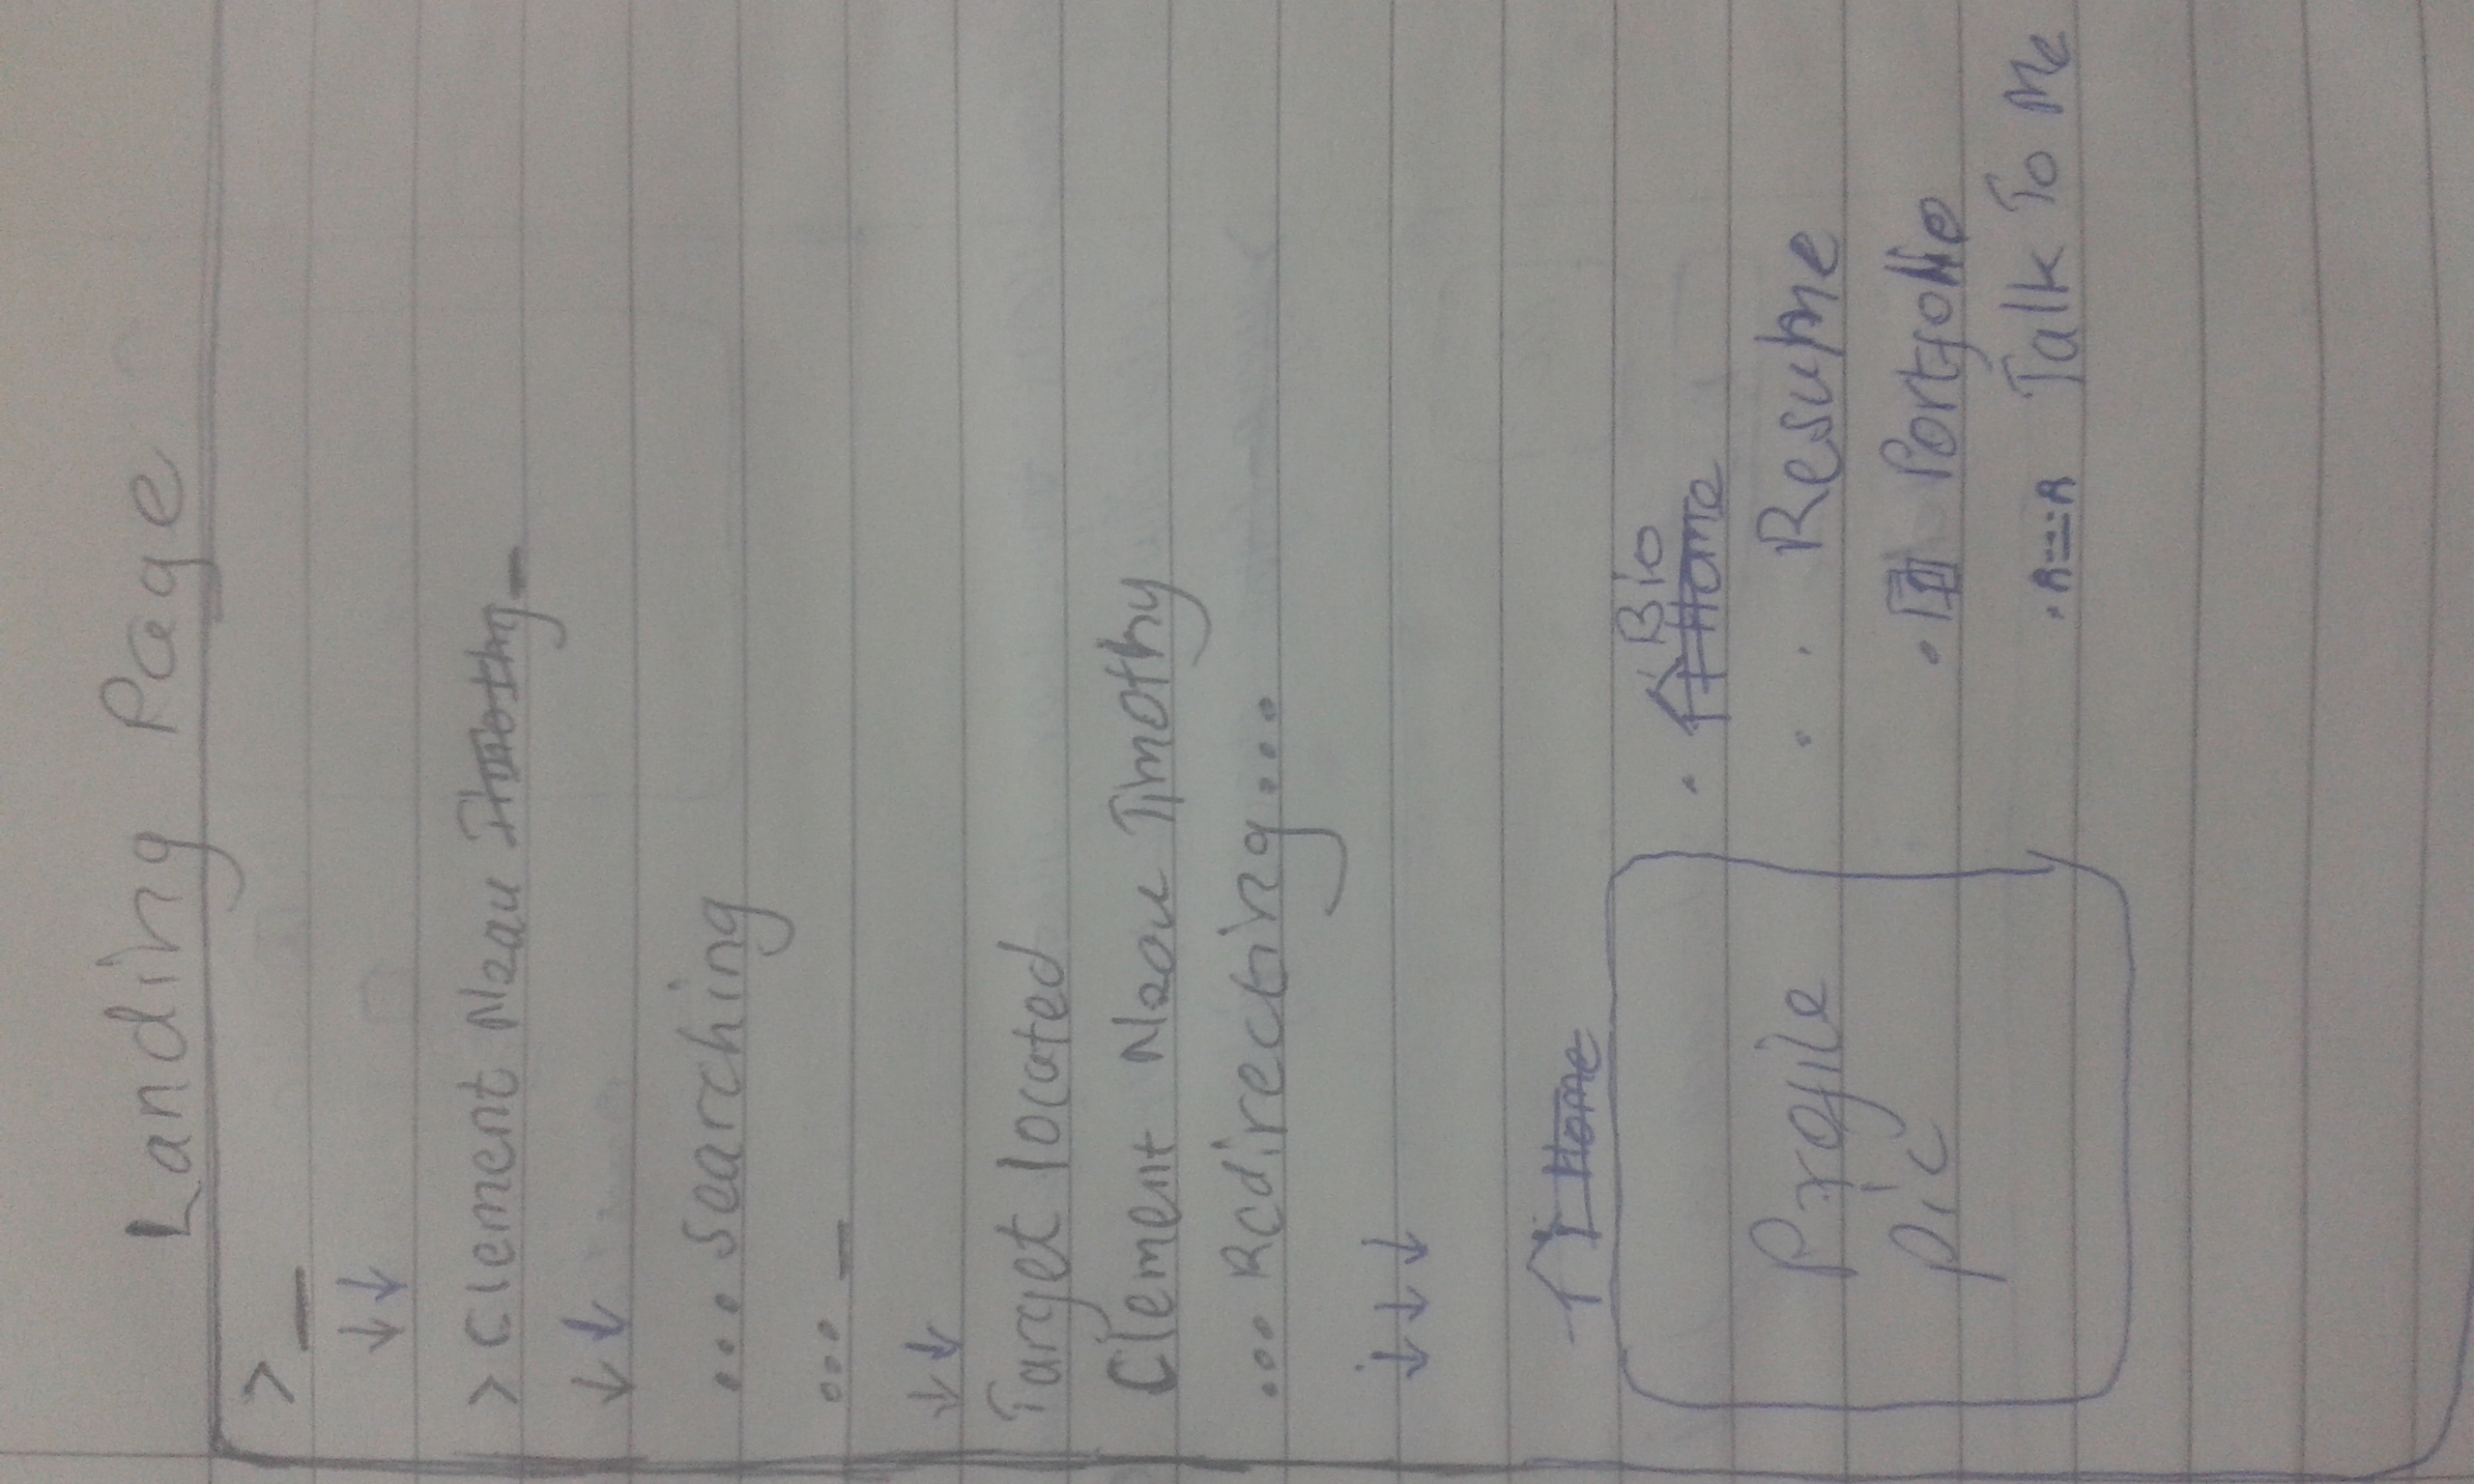 Landing Page
>_
↓↓
> Clement Nzau Timothy_
↓↓
... searching
... _
↓↓
Target located
Clement Nzau Timothy
... Redirecting...
↓↓↓
Home
Bio
Home
Profile
pic
Resume
Portfolio
Talk To Me